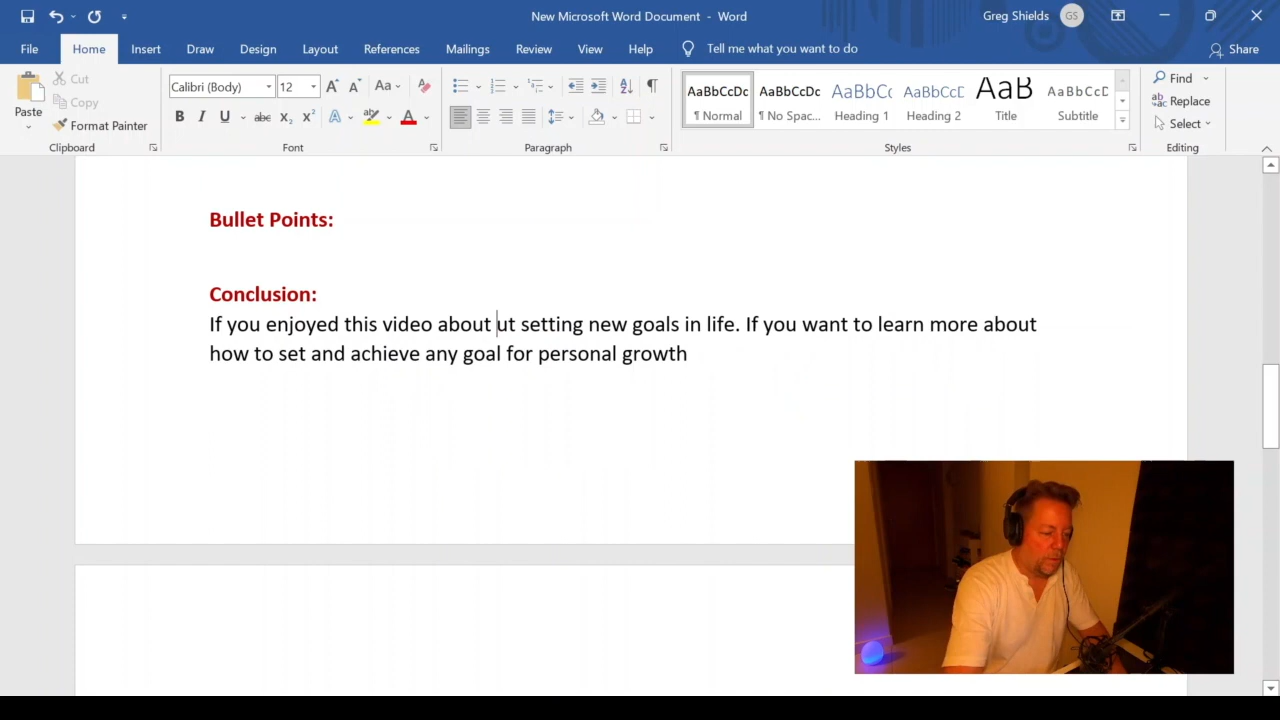 New Microsoft Word Document - Word
Greg Shields GS
File Home Insert Draw Design Layout References Mailings Review View Help Tell me what you want to do Share
Paste
Cut
Copy
Format Painter
Clipboard
Calibri (Body) 12
Font
Paragraph
AaBbCcDc AaBbCcDc AaBbCc AaBbCcD AaB AaBbCcD
¶ Normal ¶ No Spac... Heading 1 Heading 2 Title Subtitle
Styles
Find
Replace
Select
Editing
Bullet Points:
Conclusion:
If you enjoyed this video about ut setting new goals in life. If you want to learn more about
how to set and achieve any goal for personal growth